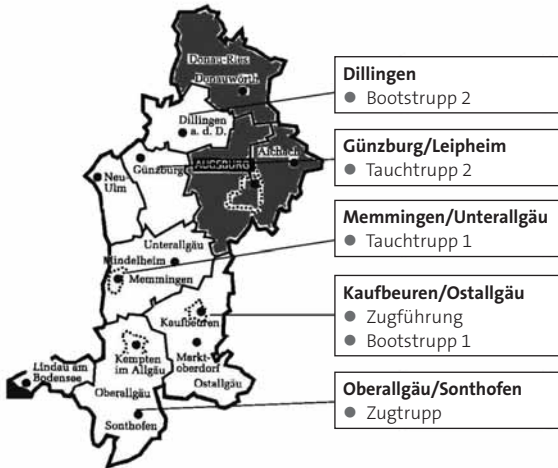 Donau-Ries
Donauwörth
Dillingen
a. d. D.
Aichach
AUGSBURG
Günzburg
Neu-
Ulm
Unterallgäu
Mindelheim
Memmingen
Kaufbeuren
Kempten
im Allgäu
Markt-
oberdorf
Lindau am
Bodensee
Oberallgäu
Ostallgäu
Sonthofen
Dillingen
● Bootstrupp 2
Günzburg/Leipheim
● Tauchtrupp 2
Memmingen/Unterallgäu
● Tauchtrupp 1
Kaufbeuren/Ostallgäu
● Zugführung
● Bootstrupp 1
Oberallgäu/Sonthofen
● Zugtrupp